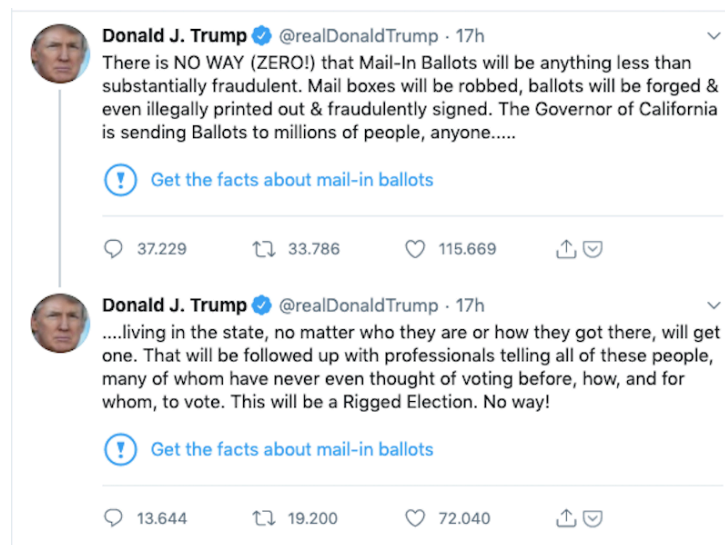 Donald J. Trump @realDonaldTrump · 17h
There is NO WAY (ZERO!) that Mail-In Ballots will be anything less than
substantially fraudulent. Mail boxes will be robbed, ballots will be forged &
even illegally printed out & fraudulently signed. The Governor of California
is sending Ballots to millions of people, anyone.....
Get the facts about mail-in ballots
37.229 33.786 115.669
Donald J. Trump @realDonaldTrump · 17h
....living in the state, no matter who they are or how they got there, will get
one. That will be followed up with professionals telling all of these people,
many of whom have never even thought of voting before, how, and for
whom, to vote. This will be a Rigged Election. No way!
Get the facts about mail-in ballots
13.644 19.200 72.040